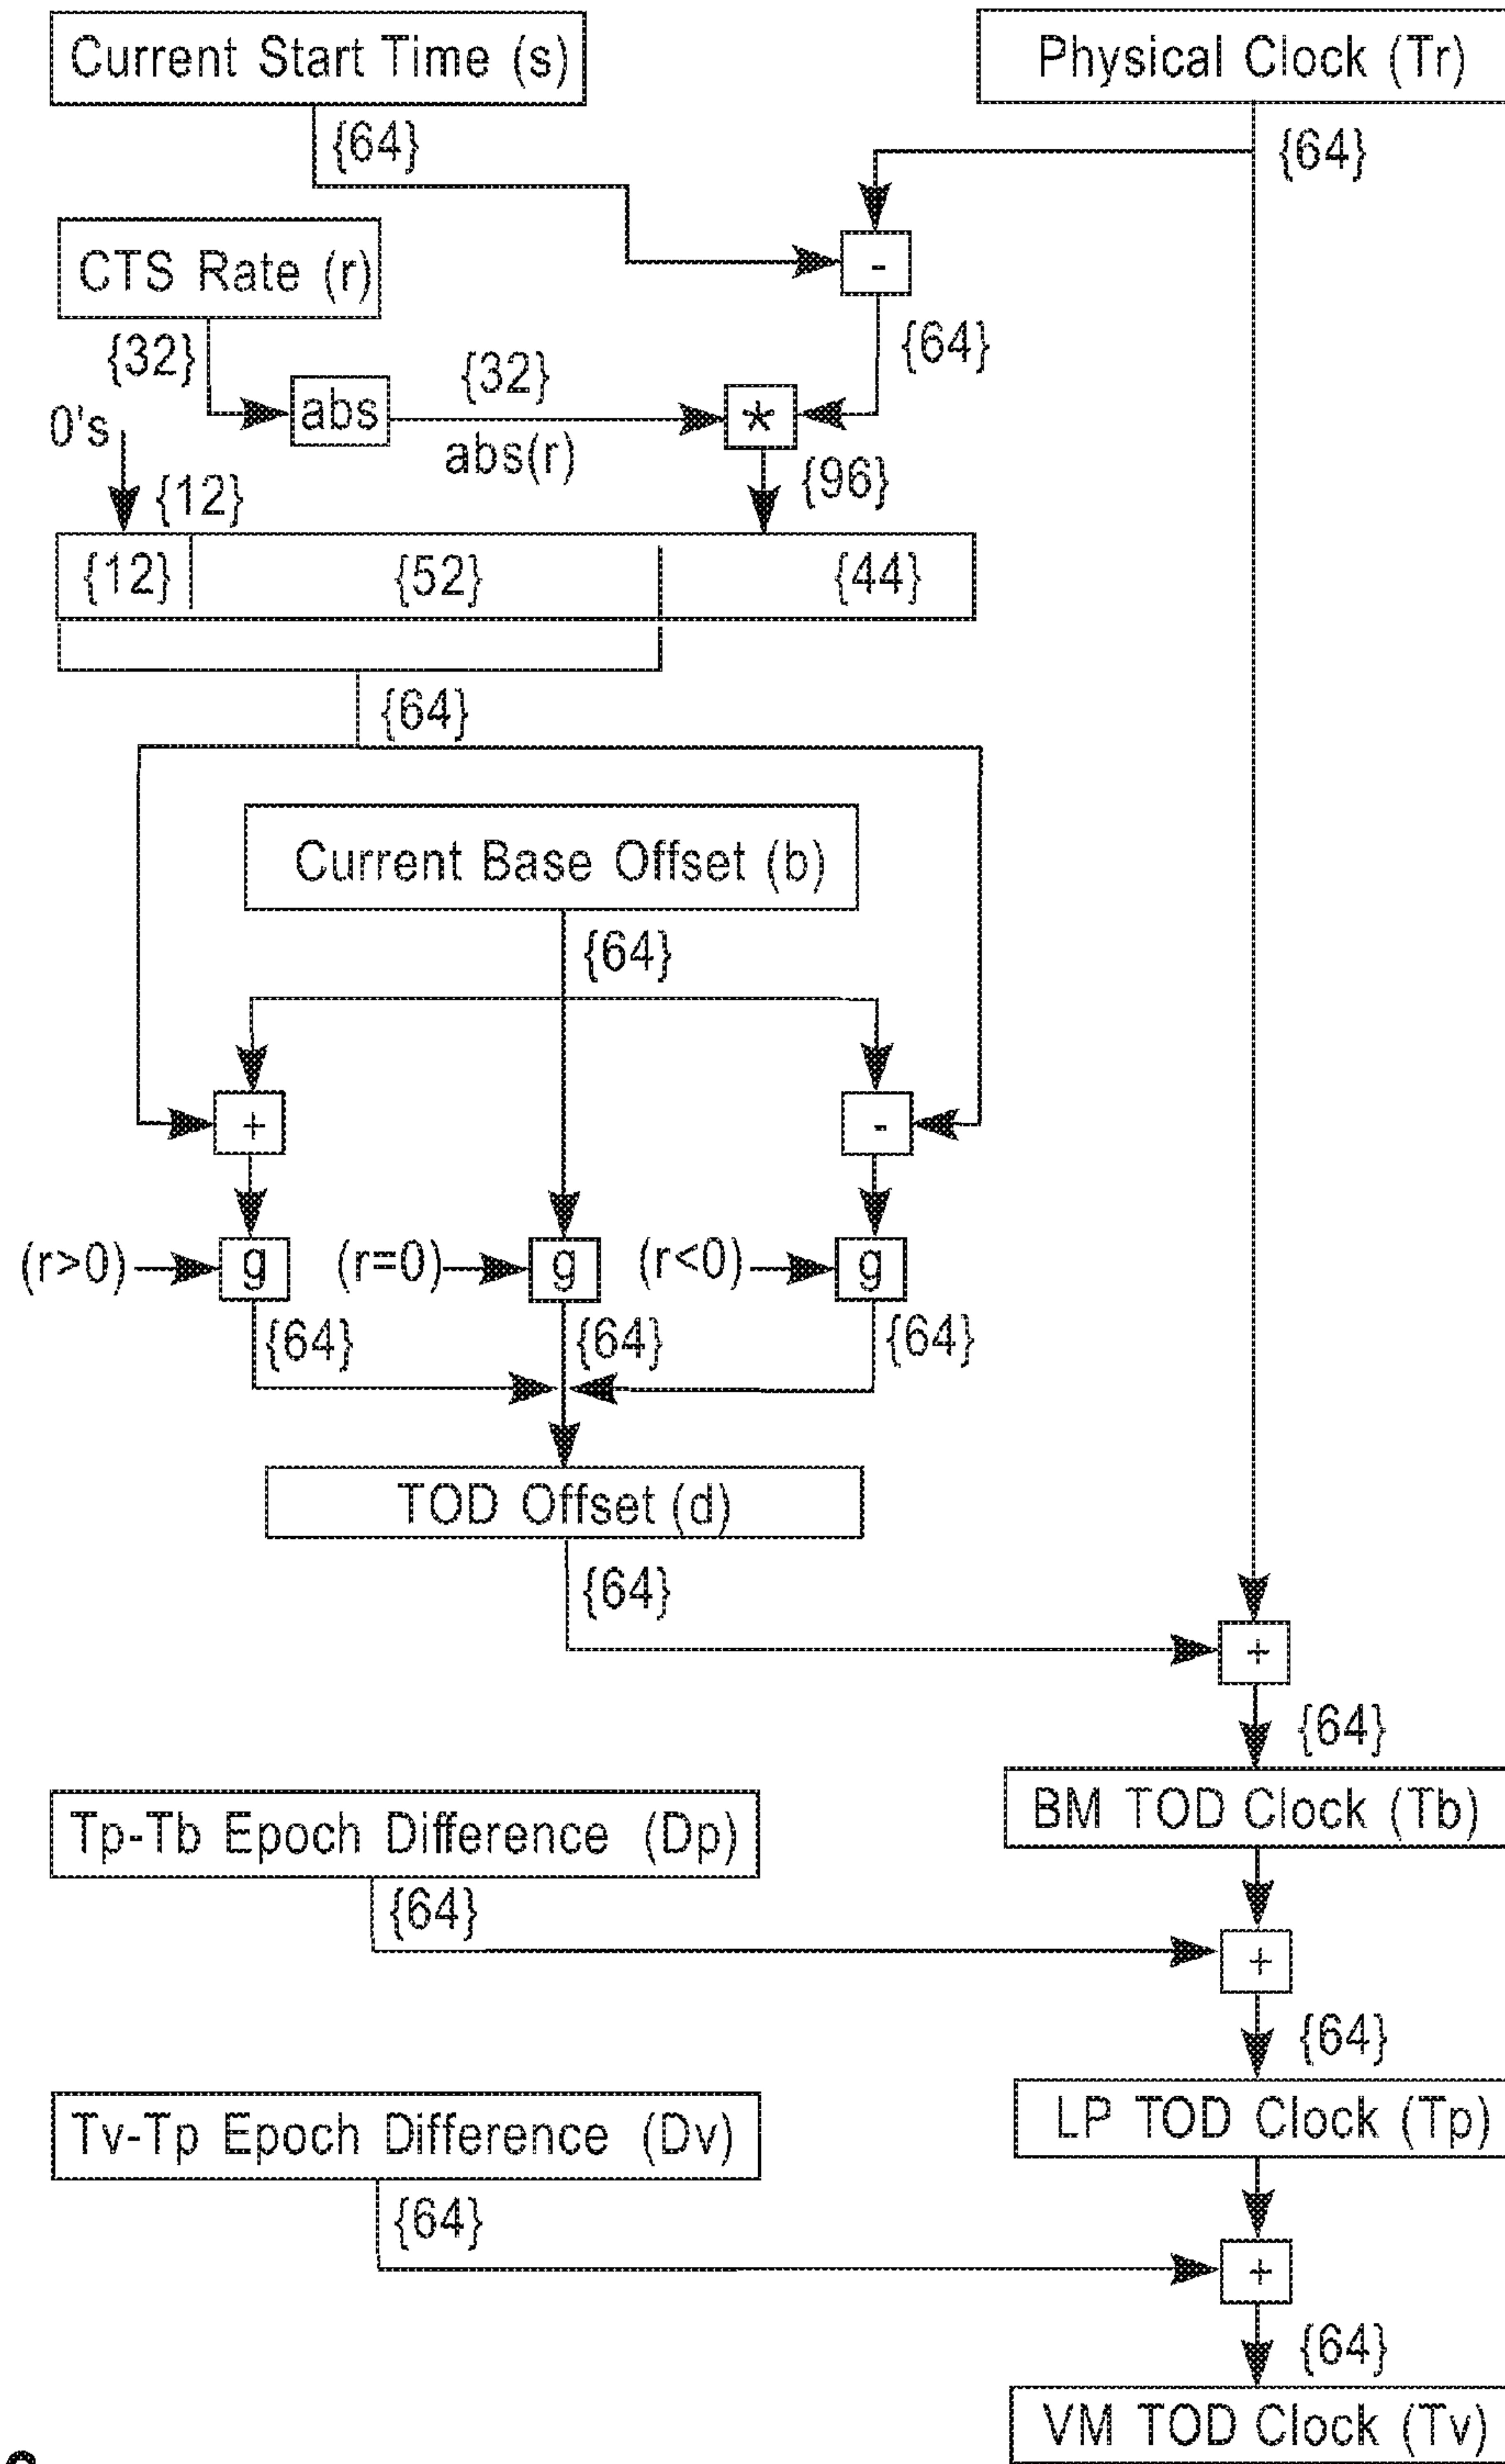 Current Start Time (s)
Physical Clock (Tr)
{64}
{64}
CTS Rate (r)
-
{32}
{32}
{64}
abs
*
0's
abs(r)
{12}
{96}
{12}
{52}
{44}
{64}
Current Base Offset (b)
{64}
+
-
(r>0)
g
(r=0)
g
(r<0)
g
{64}
{64}
{64}
TOD Offset (d)
{64}
+
{64}
BM TOD Clock (Tb)
Tp-Tb Epoch Difference (Dp)
{64}
+
{64}
LP TOD Clock (Tp)
Tv-Tp Epoch Difference (Dv)
{64}
+
{64}
VM TOD Clock (Tv)